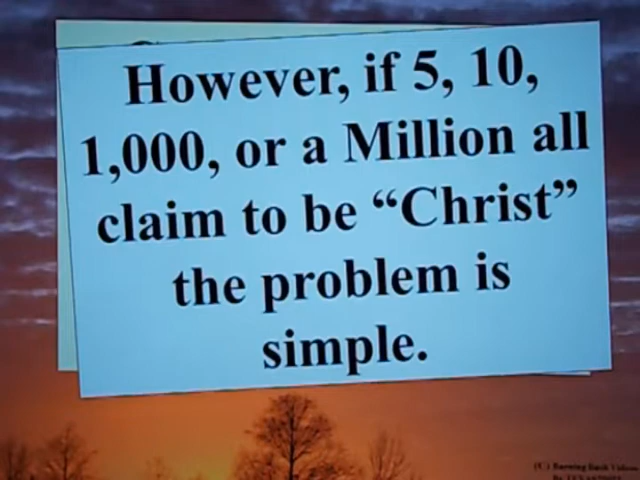 However, if 5, 10,
1,000, or a Million all
claim to be “Christ”
the problem is
simple.